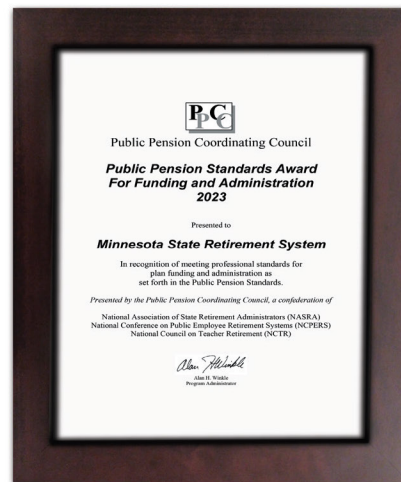 PPCC
Public Pension Coordinating Council
Public Pension Standards Award
For Funding and Administration
2023
Presented to
Minnesota State Retirement System
In recognition of meeting professional standards for
plan funding and administration as
set forth in the Public Pension Standards.
Presented by the Public Pension Coordinating Council, a confederation of
National Association of State Retirement Administrators (NASRA)
National Conference on Public Employee Retirement Systems (NCPERS)
National Council on Teacher Retirement (NCTR)
Alan H. Winkle
Alan H. Winkle
Program Administrator